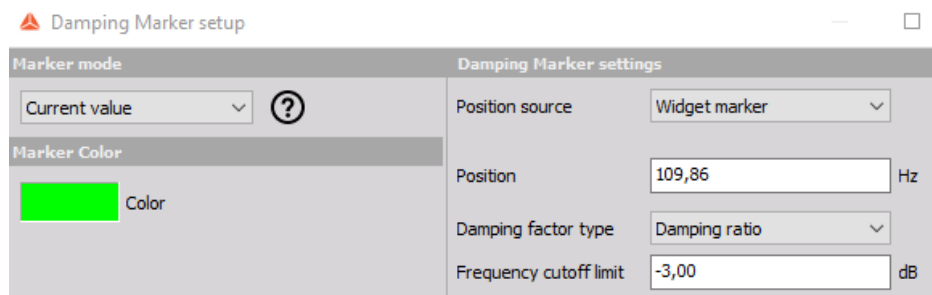 Damping Marker setup
Marker mode
Damping Marker settings
Current value
?
Position source
Widget marker
Marker Color
Color
Position
109,86
Hz
Damping factor type
Damping ratio
Frequency cutoff limit
-3,00
dB